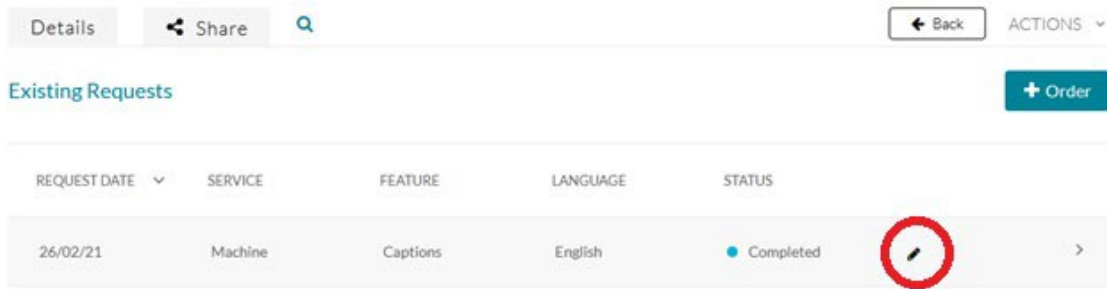 Details Share Back ACTIONS
Existing Requests
+ Order
REQUEST DATE SERVICE FEATURE LANGUAGE STATUS
26/02/21 Machine Captions English Completed